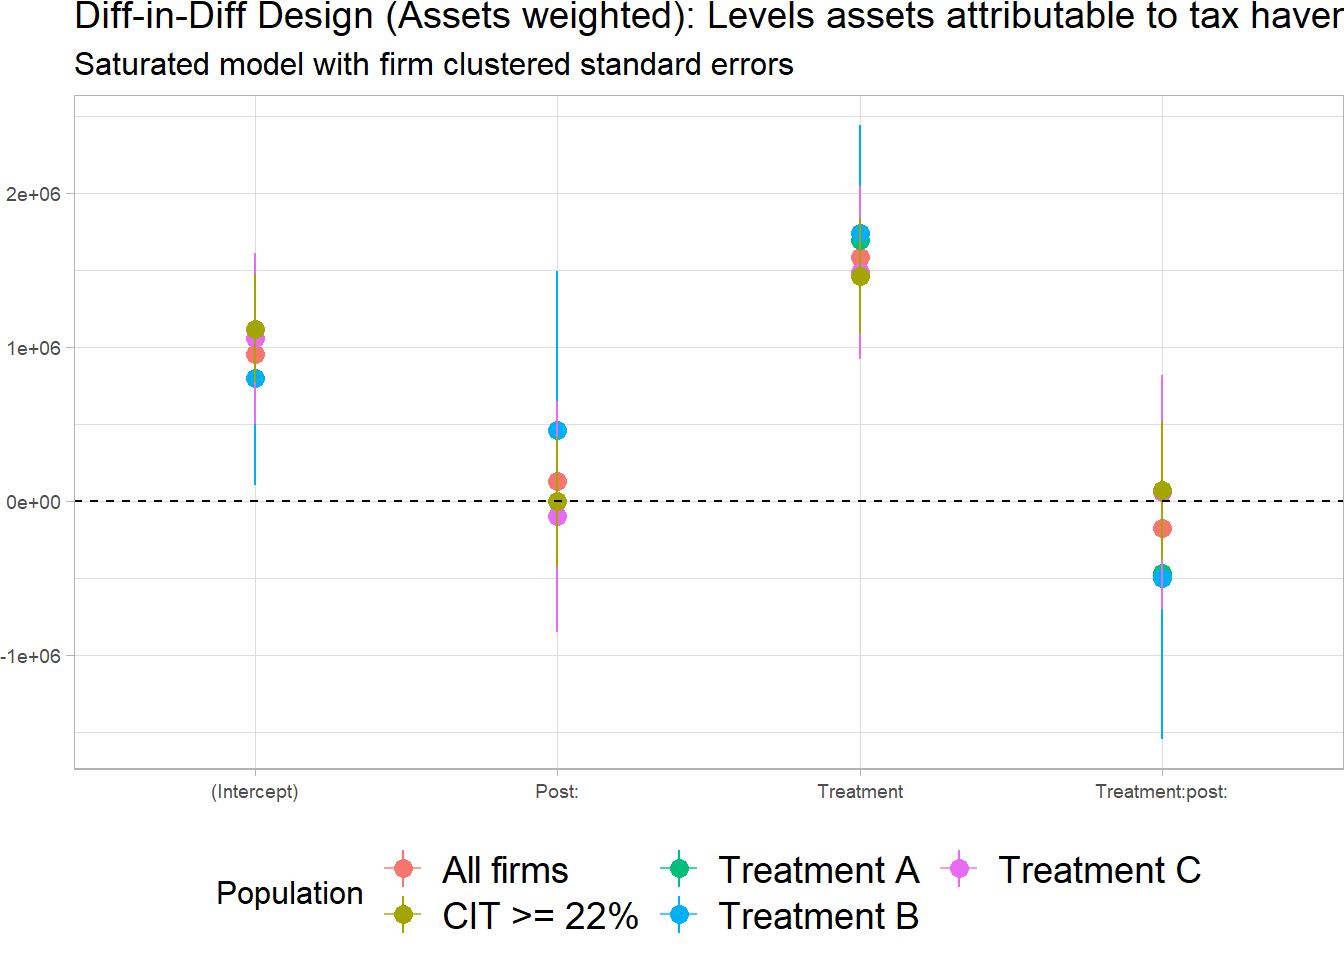 Diff-in-Diff Design (Assets weighted): Levels assets attributable to tax haven
Saturated model with firm clustered standard errors
2e+06
1e+06
0e+00
-1e+06
(Intercept) Post: Treatment Treatment:post:
Population
All firms Treatment A Treatment C
CIT >= 22% Treatment B